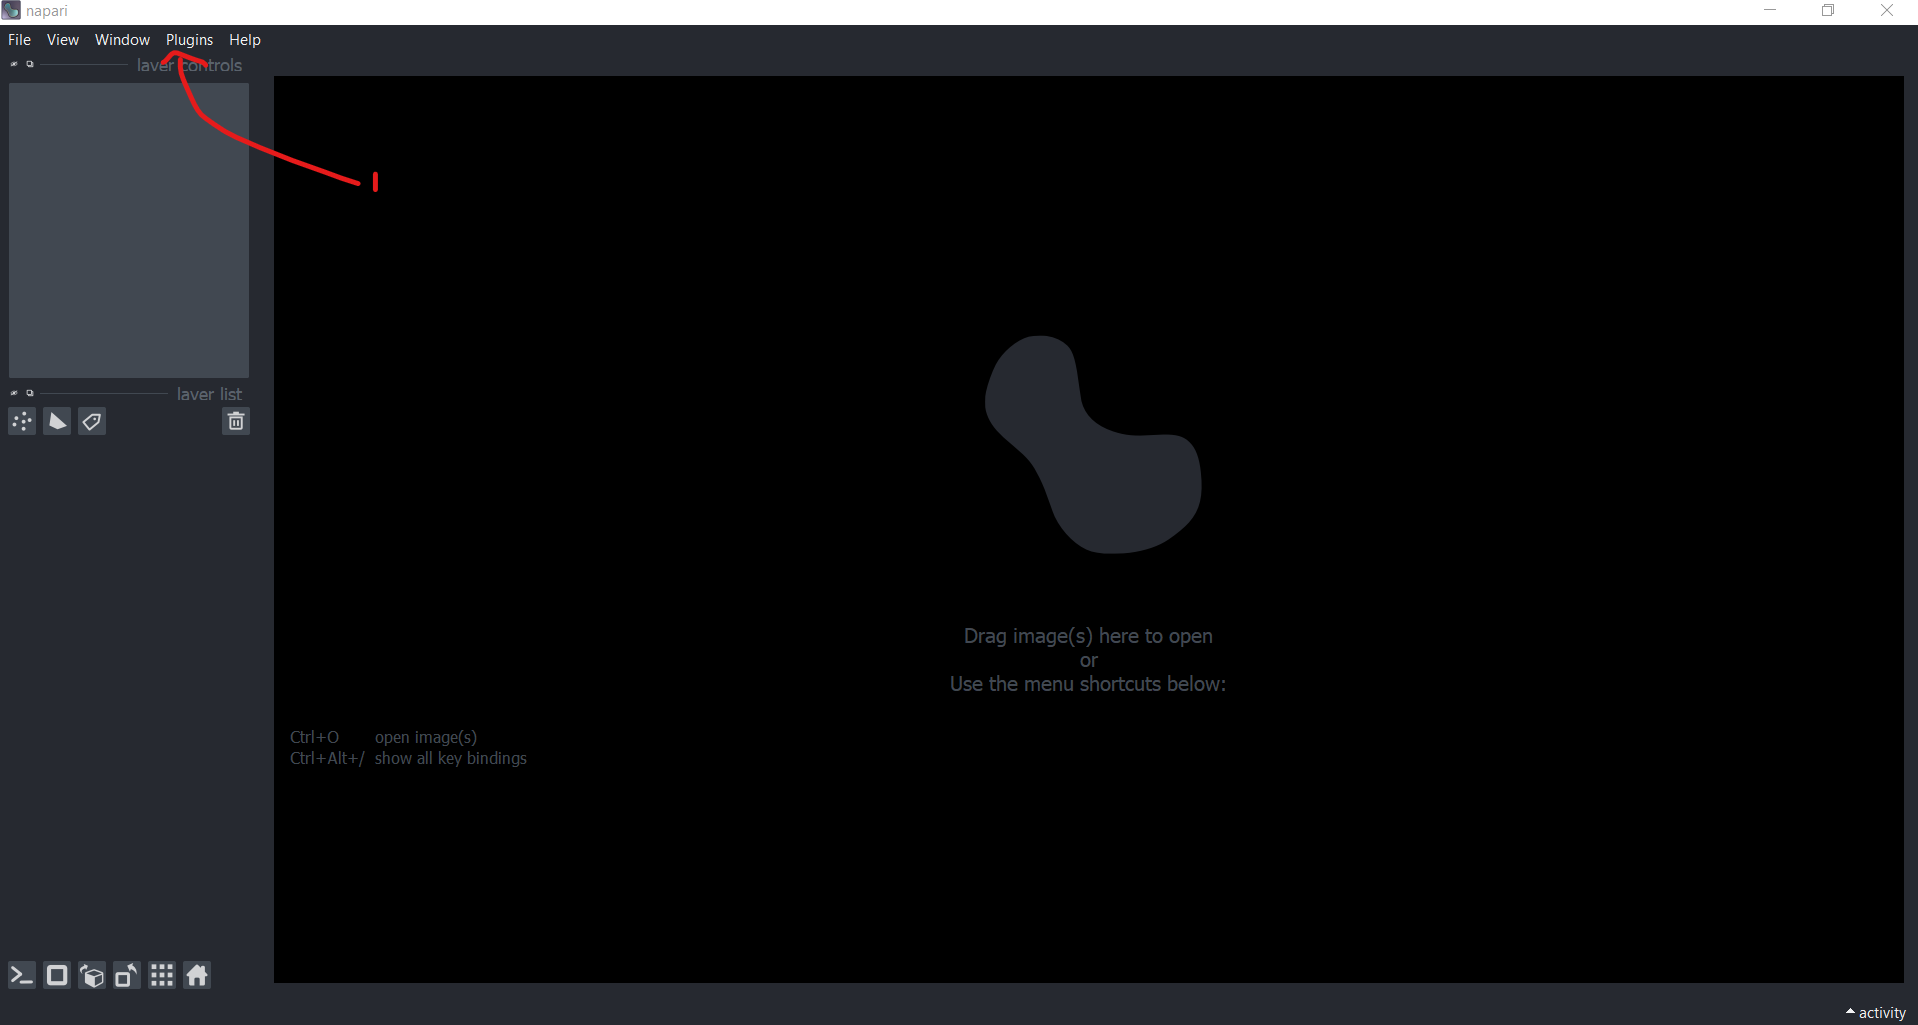 napari
File View Window Plugins Help
layer controls
1
layer list
Drag image(s) here to open
or
Use the menu shortcuts below:
Ctrl+O open image(s)
Ctrl+Alt+/ show all key bindings
activity